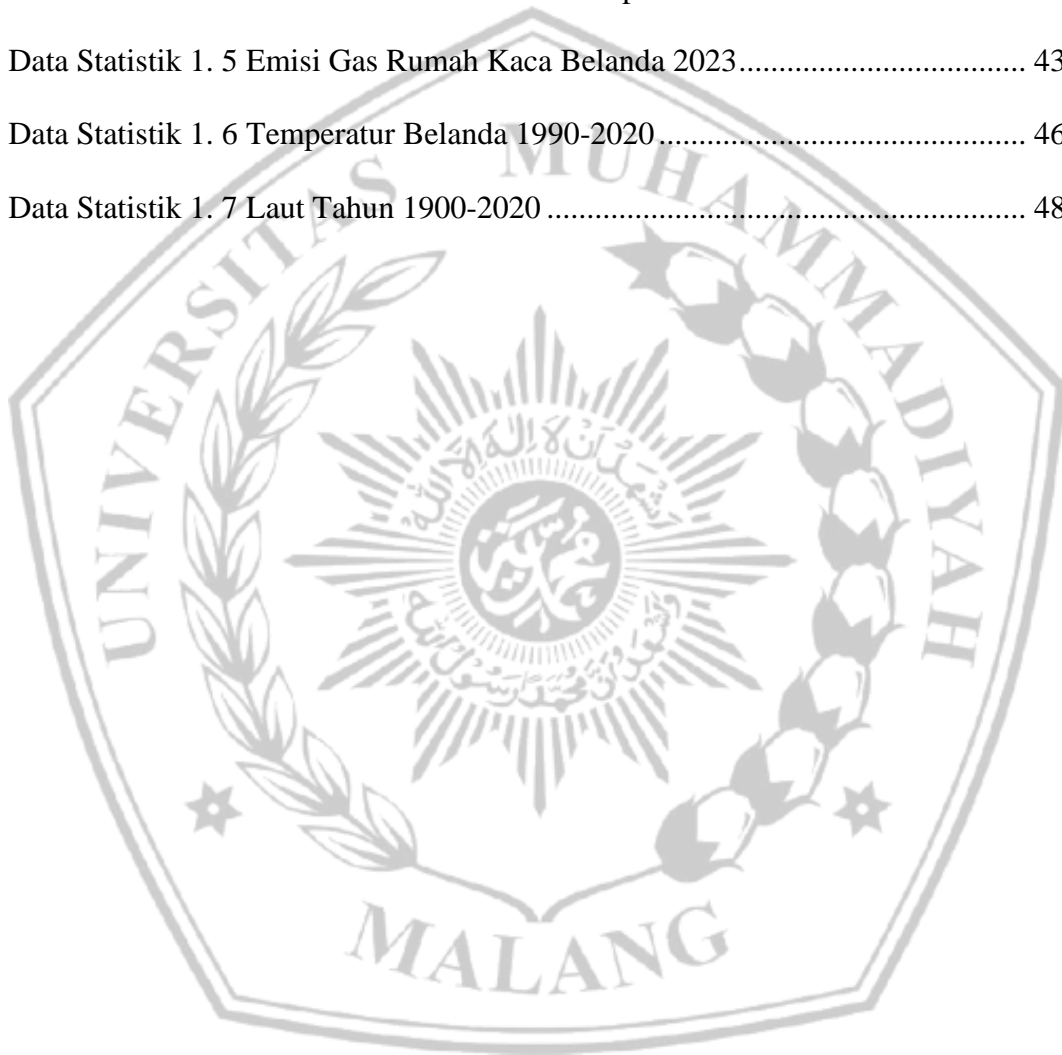 Data Statistik 1. 5 Emisi Gas Rumah Kaca Belanda 2023.................................. 43
Data Statistik 1. 6 Temperatur Belanda 1990-2020 ........................................... 46
Data Statistik 1. 7 Laut Tahun 1900-2020 ........................................................ 48
UNIVERSITAS MUHAMMADIYAH
MALANG